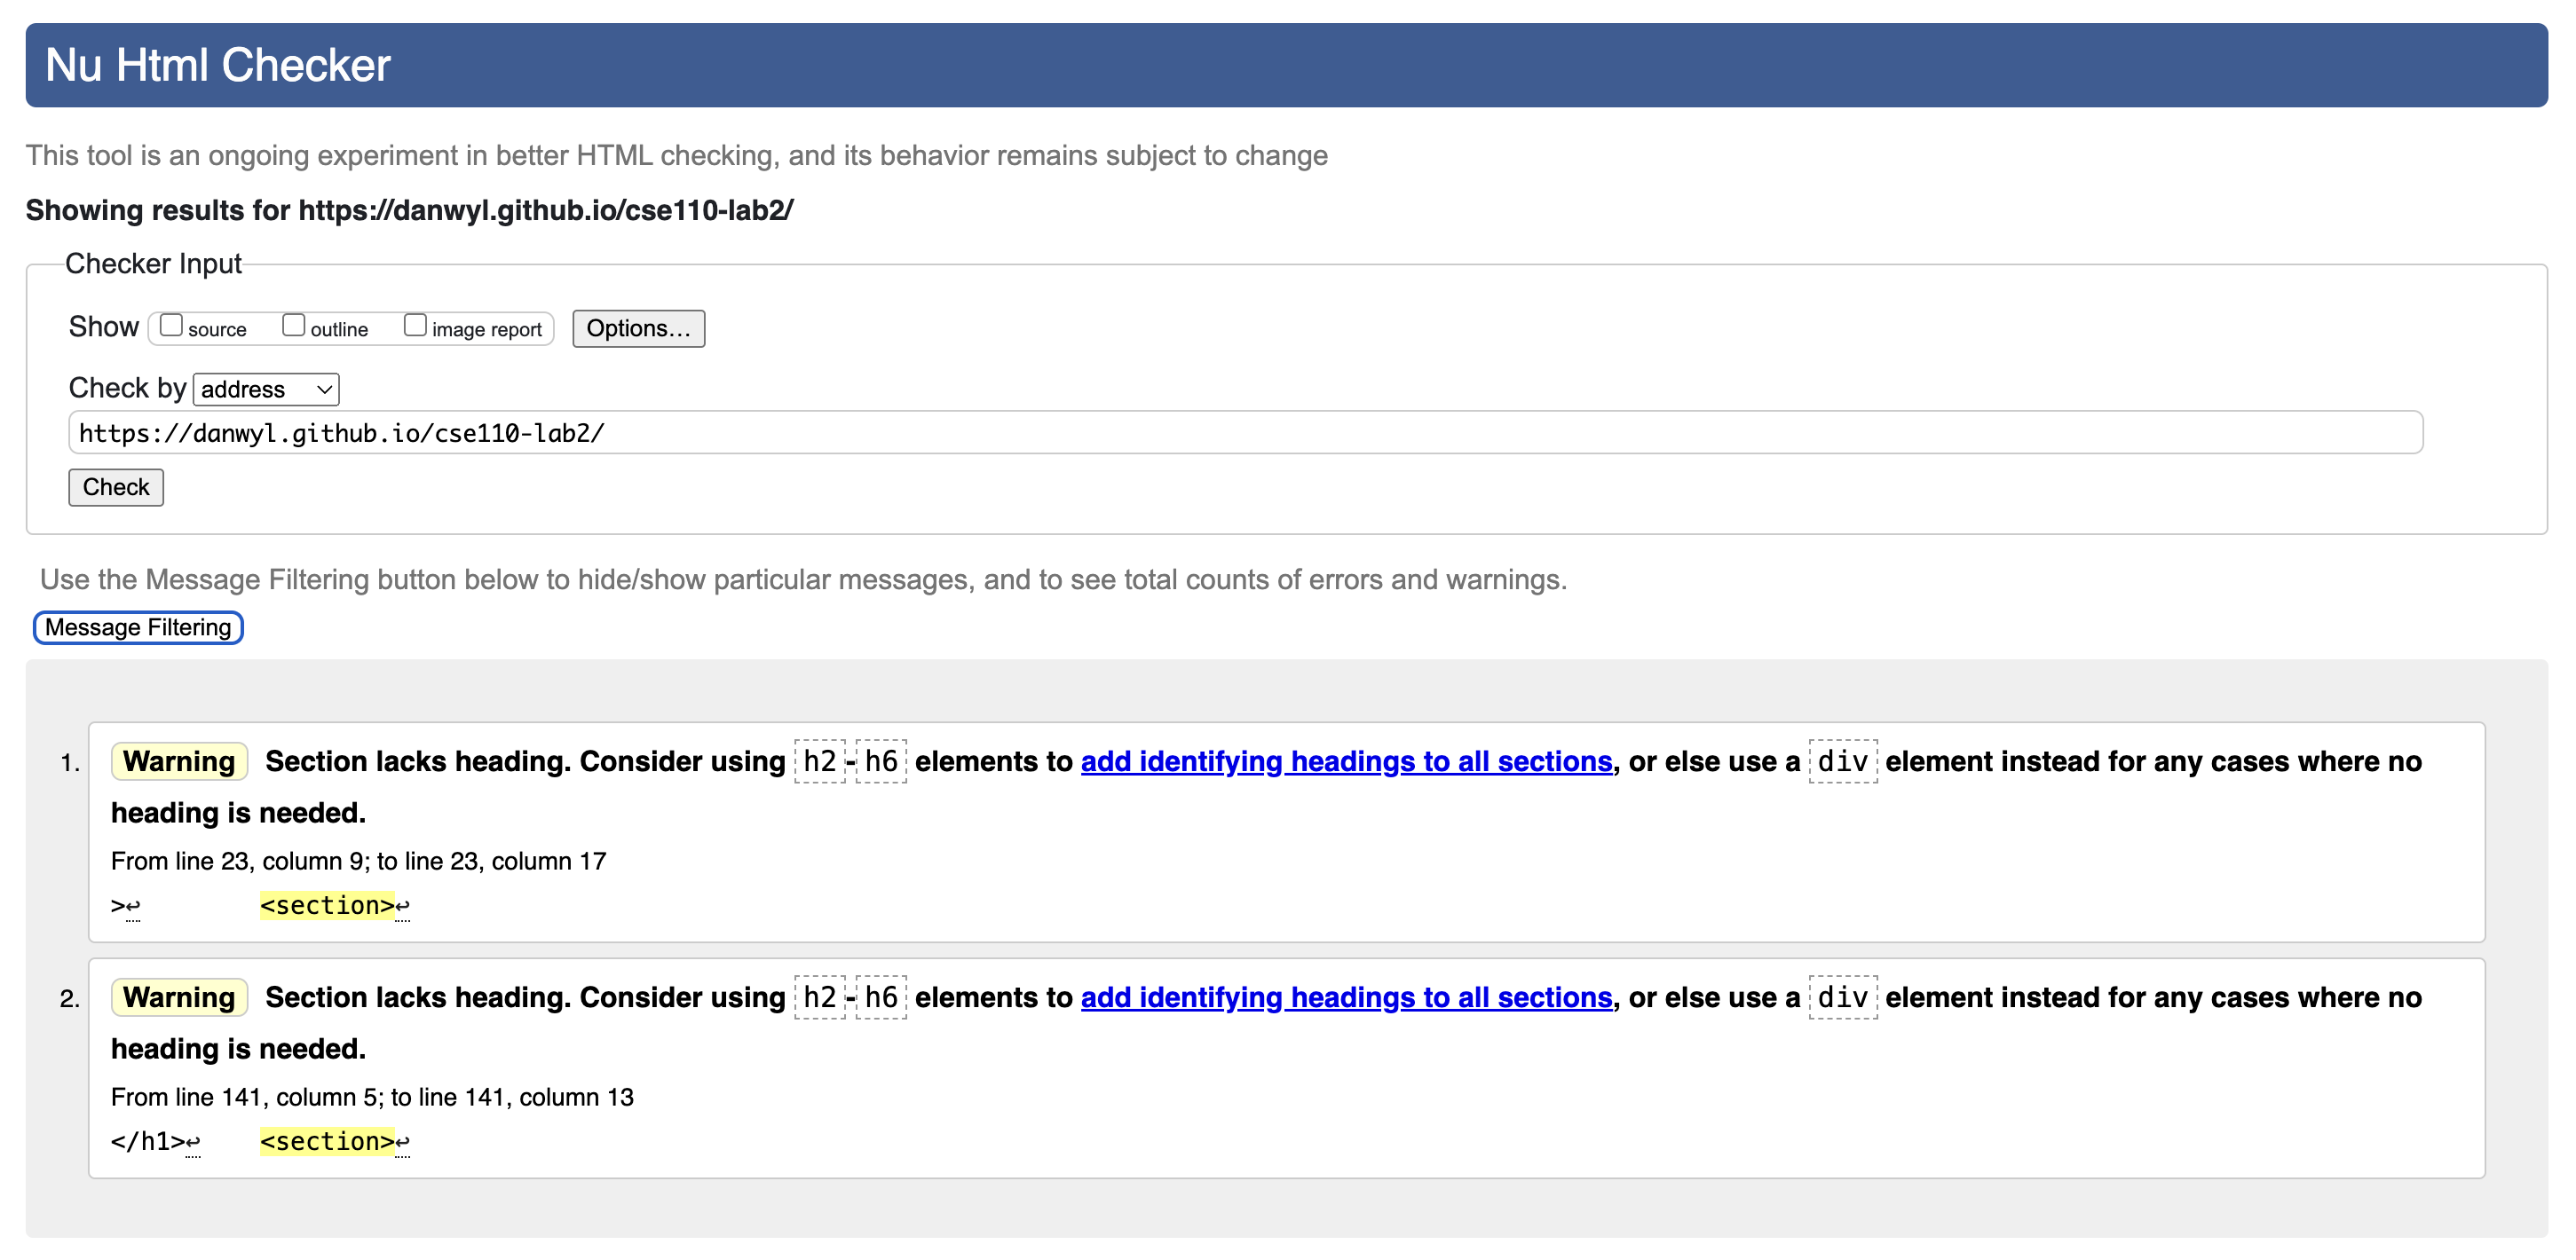 Nu Html Checker
This tool is an ongoing experiment in better HTML checking, and its behavior remains subject to change
Showing results for https://danwyl.github.io/cse110-lab2/
Checker Input
Show source outline image report Options...
Check by address
https://danwyl.github.io/cse110-lab2/
Check
Use the Message Filtering button below to hide/show particular messages, and to see total counts of errors and warnings.
Message Filtering
1. Warning Section lacks heading. Consider using h2-h6 elements to add identifying headings to all sections, or else use a div element instead for any cases where no
heading is needed.
From line 23, column 9; to line 23, column 17
>↩ <section>↩
2. Warning Section lacks heading. Consider using h2-h6 elements to add identifying headings to all sections, or else use a div element instead for any cases where no
heading is needed.
From line 141, column 5; to line 141, column 13
</h1>↩ <section>↩